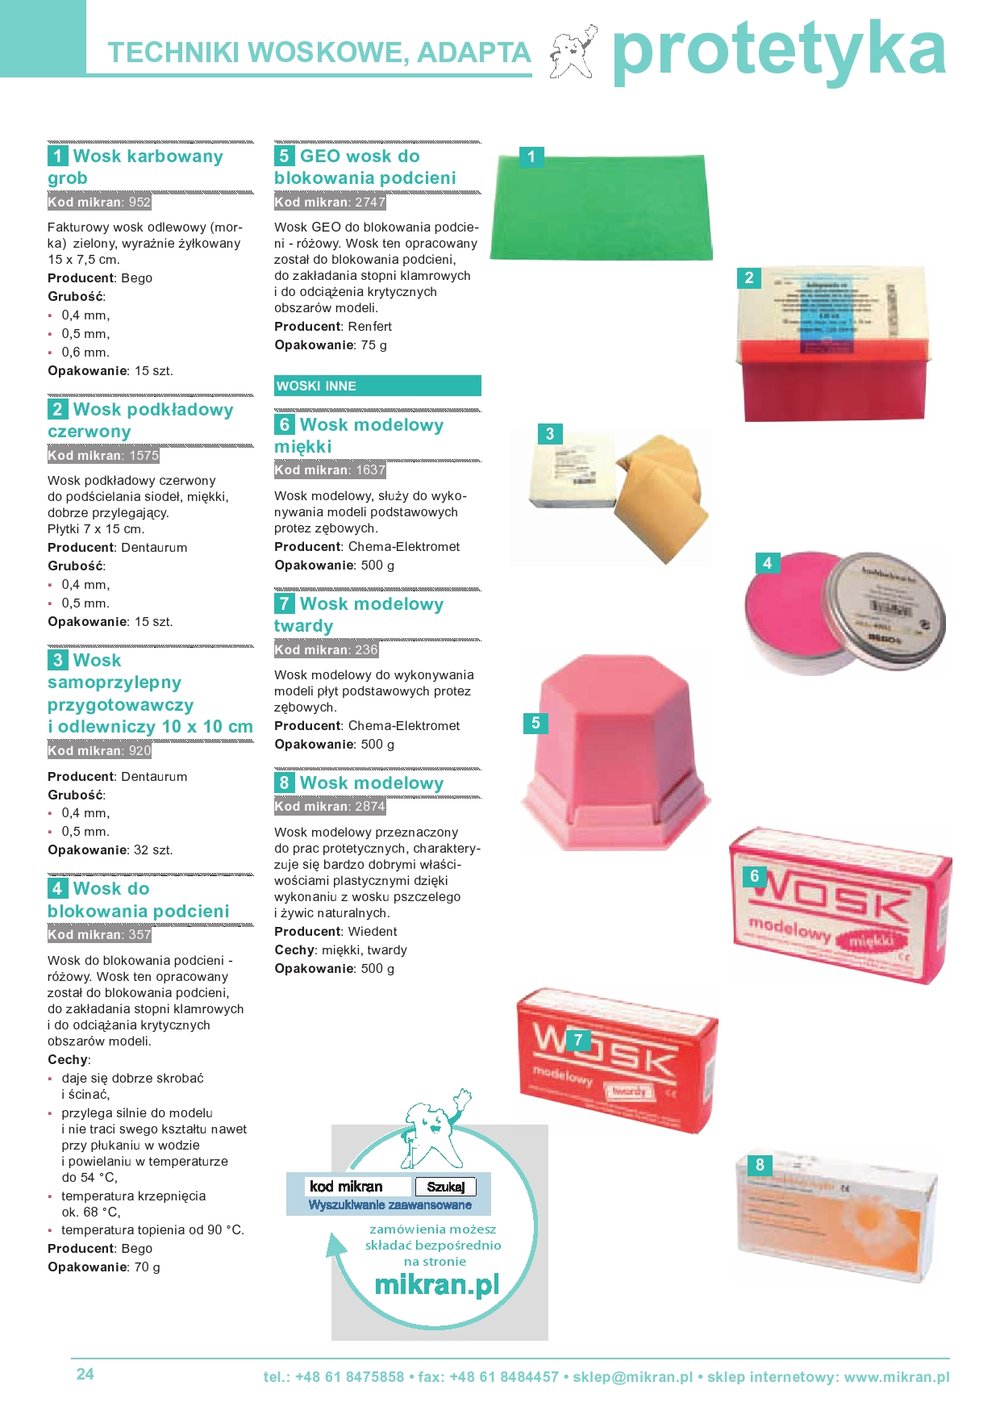 TECHNIKI WOSKOWE, ADAPTA
protetyka
1 Wosk karbowany
grob
Kod mikran: 952
Fakturowy wosk odlewowy (mor-
ka) zielony, wyraźnie żyłkowany
15 x 7,5 cm.
Producent: Bego
Grubość:
▪ 0,4 mm,
▪ 0,5 mm,
▪ 0,6 mm.
Opakowanie: 15 szt.
2 Wosk podkładowy
czerwony
Kod mikran: 1575
Wosk podkładowy czerwony
do podścielania siodeł, miękki,
dobrze przylegający.
Płytki 7 x 15 cm.
Producent: Dentaurum
Grubość:
▪ 0,4 mm,
▪ 0,5 mm.
Opakowanie: 15 szt.
3 Wosk
samoprzylepny
przygotowawczy
i odlewniczy 10 x 10 cm
Kod mikran: 920
Producent: Dentaurum
Grubość:
▪ 0,4 mm,
▪ 0,5 mm.
Opakowanie: 32 szt.
4 Wosk do
blokowania podcieni
Kod mikran: 357
Wosk do blokowania podcieni -
różowy. Wosk ten opracowany
został do blokowania podcieni,
do zakładania stopni klamrowych
i do odciążania krytycznych
obszarów modeli.
Cechy:
▪ daje się dobrze skrobać
i ścinać,
▪ przylega silnie do modelu
i nie traci swego kształtu nawet
przy płukaniu w wodzie
i powielaniu w temperaturze
do 54 °C,
▪ temperatura krzepnięcia
ok. 68 °C,
▪ temperatura topienia od 90 °C.
Producent: Bego
Opakowanie: 70 g
5 GEO wosk do
blokowania podcieni
Kod mikran: 2747
Wosk GEO do blokowania podcie-
ni - różowy. Wosk ten opracowany
został do blokowania podcieni,
do zakładania stopni klamrowych
i do odciążenia krytycznych
obszarów modeli.
Producent: Renfert
Opakowanie: 75 g
WOSKI INNE
6 Wosk modelowy
miękki
Kod mikran: 1637
Wosk modelowy, służy do wyko-
nywania modeli podstawowych
protez zębowych.
Producent: Chema-Elektromet
Opakowanie: 500 g
7 Wosk modelowy
twardy
Kod mikran: 236
Wosk modelowy do wykonywania
modeli płyt podstawowych protez
zębowych.
Producent: Chema-Elektromet
Opakowanie: 500 g
8 Wosk modelowy
Kod mikran: 2874
Wosk modelowy przeznaczony
do prac protetycznych, charaktery-
zuje się bardzo dobrymi właści-
wościami plastycznymi dzięki
wykonaniu z wosku pszczelego
i żywic naturalnych.
Producent: Wiedent
Cechy: miękki, twardy
Opakowanie: 500 g
1
2
3
4
BEGO
5
6
WOSK
modelowy miękki
7
WOSK
modelowy twardy
8
kod mikran Szukaj
Wyszukiwanie zaawansowane
zamówienia możesz
składać bezpośrednio
na stronie
mikran.pl
24
tel.: +48 61 8475858 • fax: +48 61 8484457 • sklep@mikran.pl • sklep internetowy: www.mikran.pl